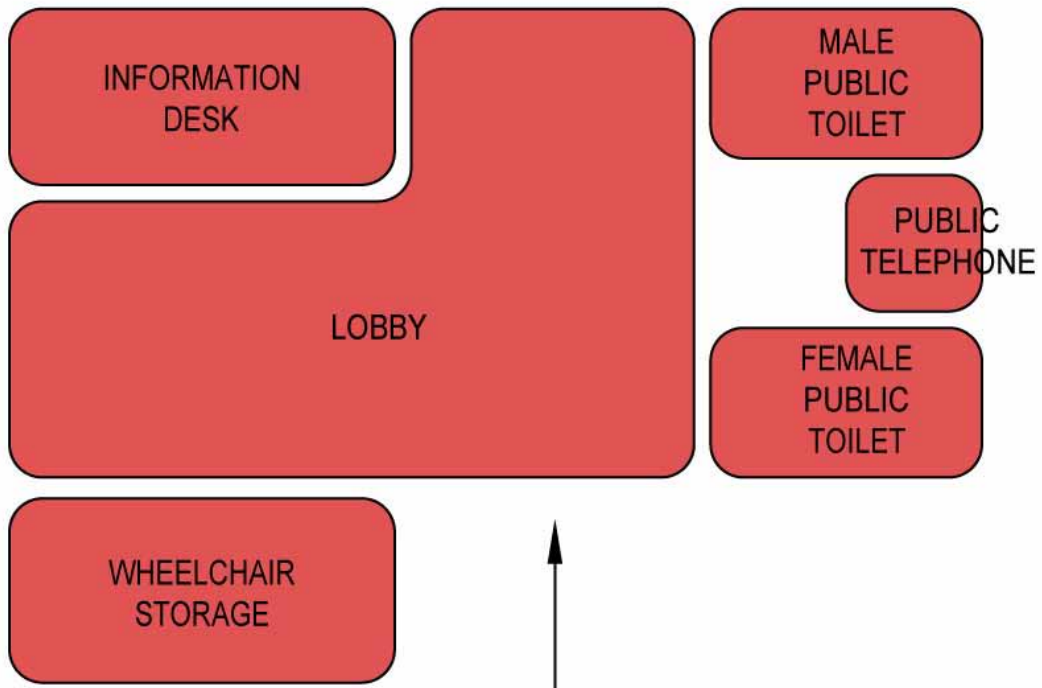 INFORMATION
DESK
MALE
PUBLIC
TOILET
PUBLIC
TELEPHONE
LOBBY
FEMALE
PUBLIC
TOILET
WHEELCHAIR
STORAGE